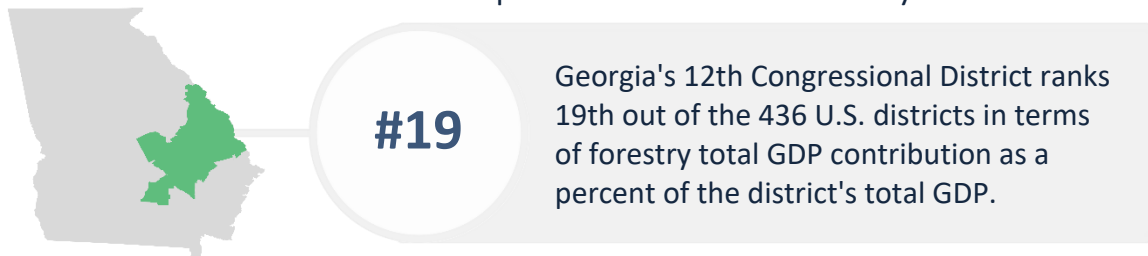 #19
Georgia's 12th Congressional District ranks
19th out of the 436 U.S. districts in terms
of forestry total GDP contribution as a
percent of the district's total GDP.